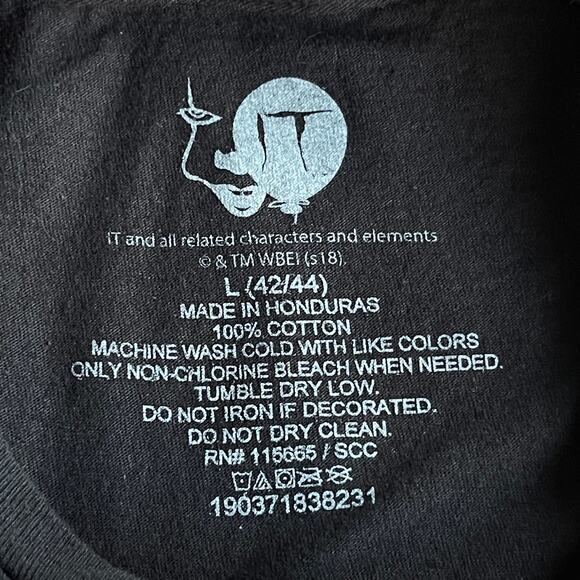 IT
IT and all related characters and elements
© & TM WBEI (s18).
L (42/44)
MADE IN HONDURAS
100% COTTON
MACHINE WASH COLD WITH LIKE COLORS
ONLY NON-CHLORINE BLEACH WHEN NEEDED.
TUMBLE DRY LOW.
DO NOT IRON IF DECORATED.
DO NOT DRY CLEAN.
RN# 115665 / SCC
190371838231